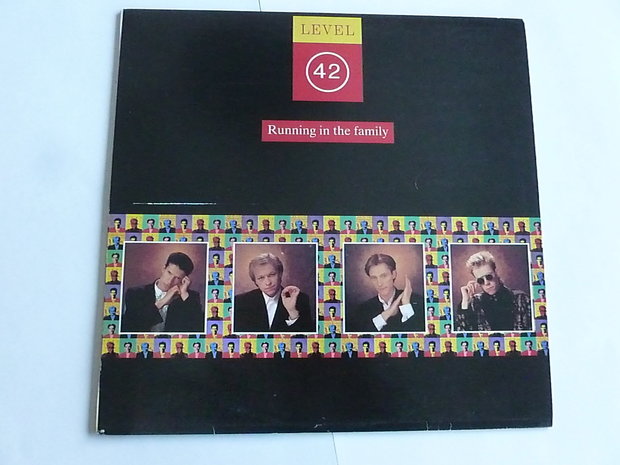 LEVEL
42
Running in the family